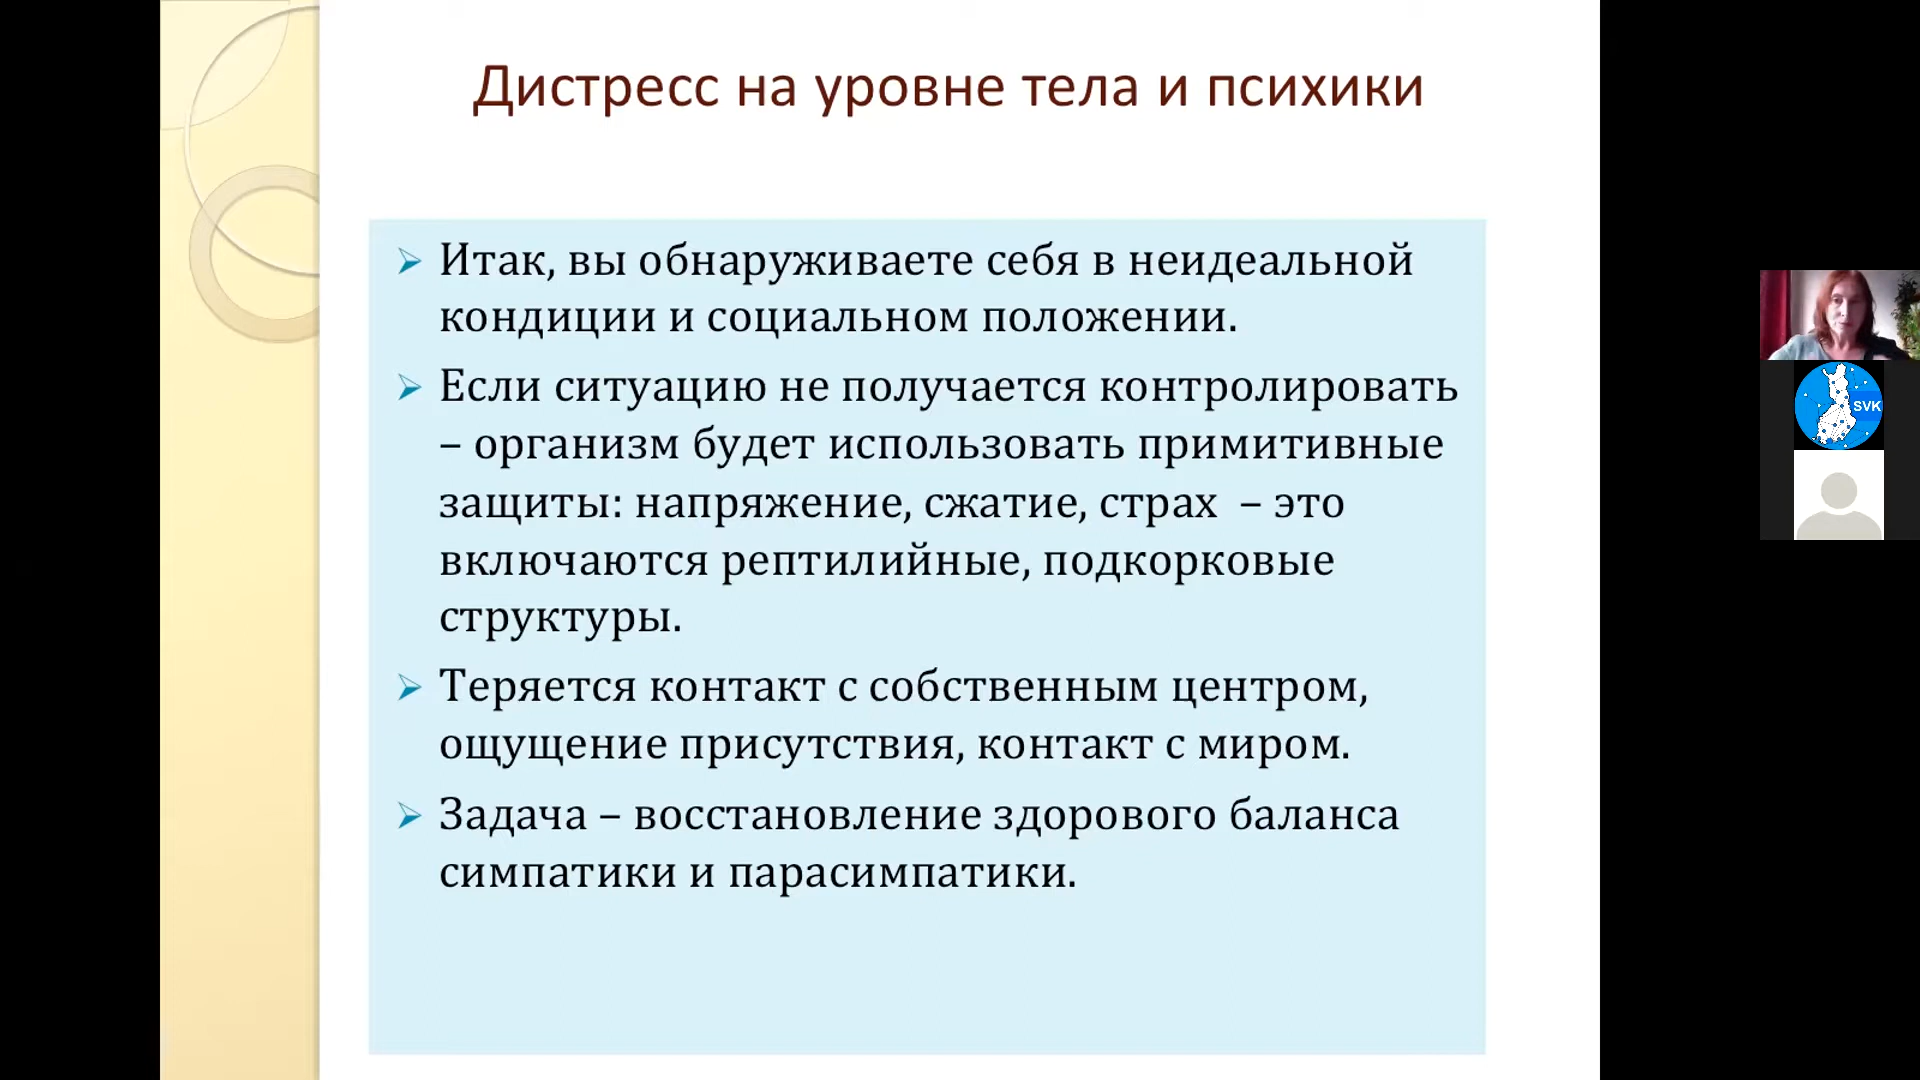 Дистресс на уровне тела и психики
Итак, вы обнаруживаете себя в неидеальной
кондиции и социальном положении.
Если ситуацию не получается контролировать
– организм будет использовать примитивные
защиты: напряжение, сжатие, страх – это
включаются рептилийные, подкорковые
структуры.
Теряется контакт с собственным центром,
ощущение присутствия, контакт с миром.
Задача – восстановление здорового баланса
симпатики и парасимпатики.
SVK